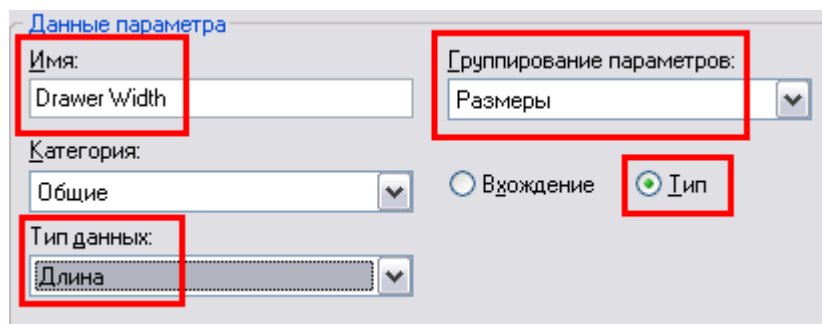 Данные параметра
Имя:
Drawer Width
Группирование параметров:
Размеры
Категория:
Общие
Вхождение
Тип
Тип данных:
Длина